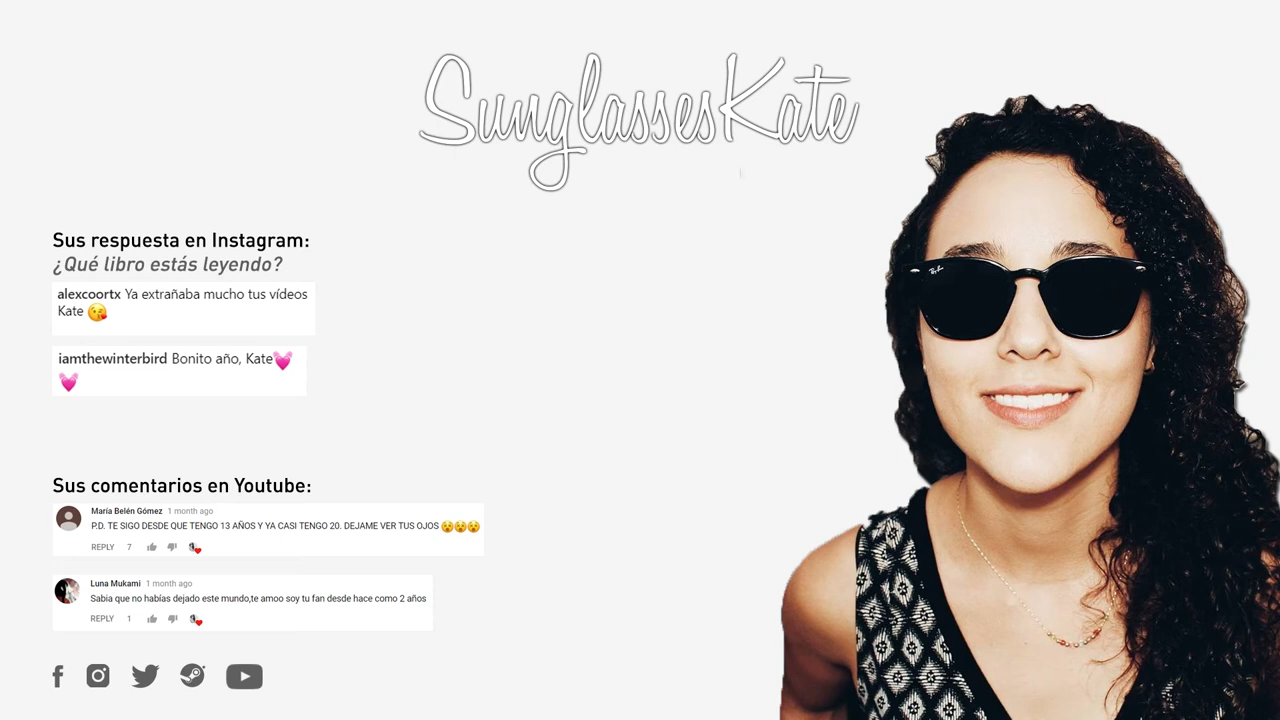 SunglassesKate
Sus respuesta en Instagram:
¿Qué libro estás leyendo?
alexcoortx Ya extrañaba mucho tus vídeos
Kate 😘
iamthewinterbird Bonito año, Kate💓
💓
Sus comentarios en Youtube:
María Belén Gómez 1 month ago
P.D. TE SIGO DESDE QUE TENGO 13 AÑOS Y YA CASI TENGO 20. DEJAME VER TUS OJOS 😵😵😵
REPLY 7
Luna Mukami 1 month ago
Sabia que no habías dejado este mundo,te amoo soy tu fan desde hace como 2 años
REPLY 1
Ray-Ban